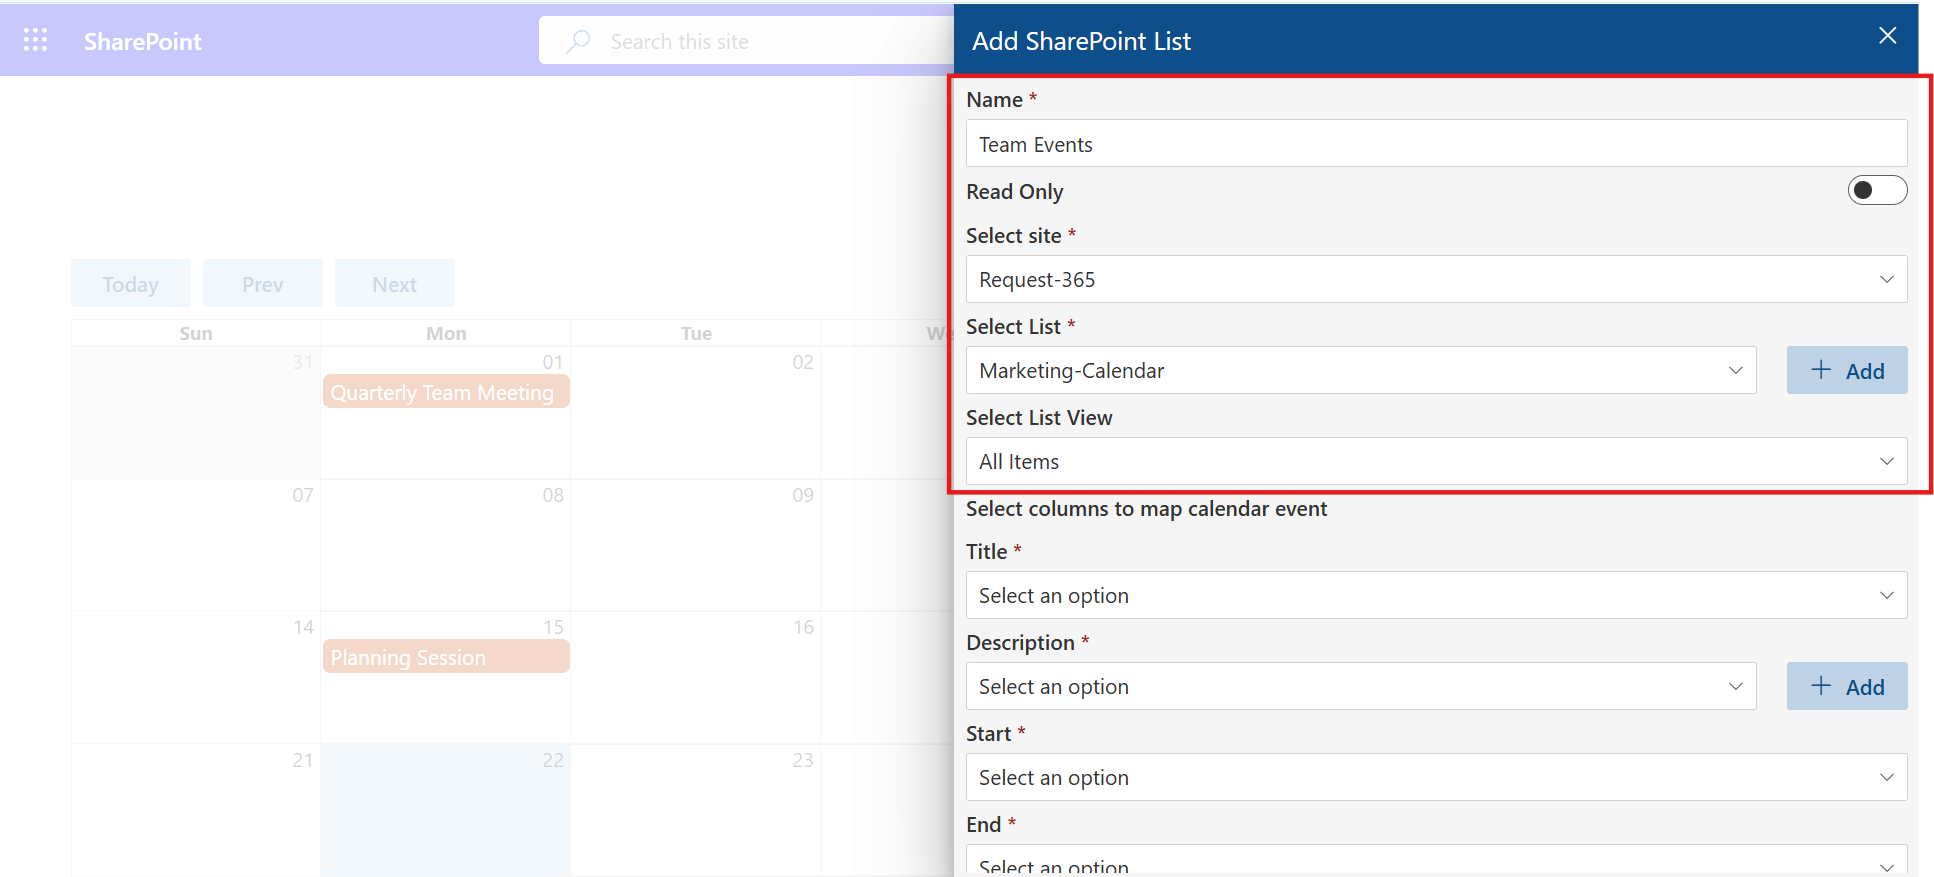 SharePoint
Search this site
Add SharePoint List
Name *
Team Events
Read Only
Select site *
Request-365
Select List *
Marketing-Calendar
+ Add
Select List View
All Items
Select columns to map calendar event
Title *
Select an option
Description *
Select an option
+ Add
Start *
Select an option
End *
Select an option
Today Prev Next
Sun Mon Tue We
31 01 02
Quarterly Team Meeting
07 08 09
14 15 16
Planning Session
21 22 23